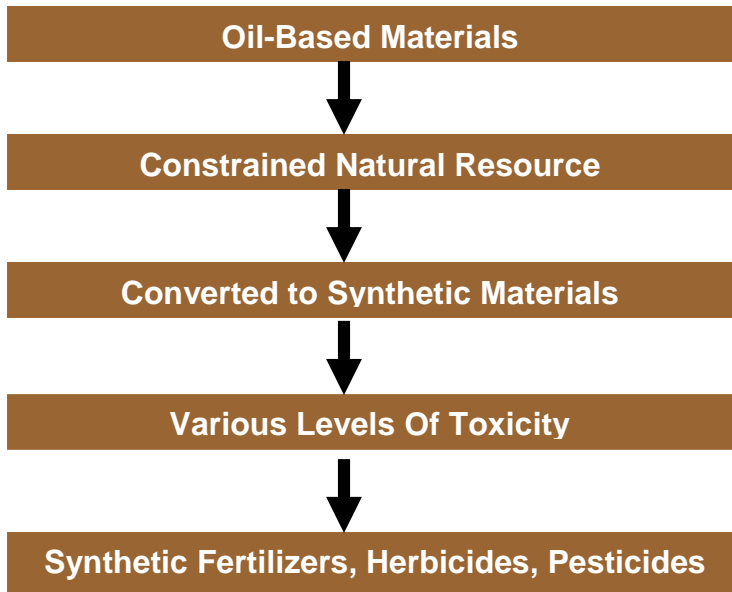 Oil-Based Materials
Constrained Natural Resource
Converted to Synthetic Materials
Various Levels Of Toxicity
Synthetic Fertilizers, Herbicides, Pesticides